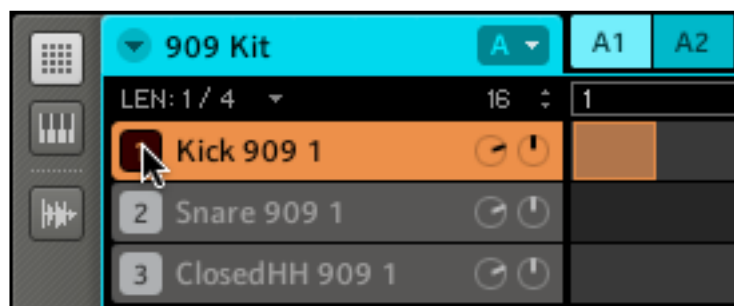 909 Kit A A1 A2
LEN: 1 / 4 16 1
Kick 909 1
2 Snare 909 1
3 ClosedHH 909 1